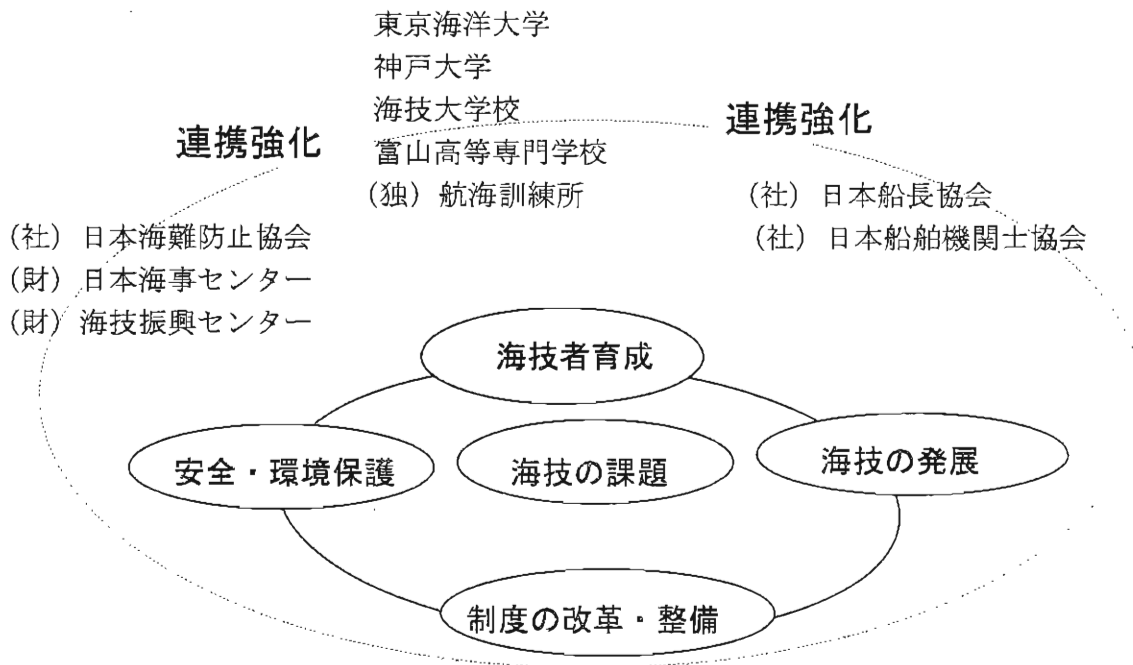 東京海洋大学
神戸大学
海技大学校
富山高等専門学校
(独) 航海訓練所
連携強化
連携強化
(社) 日本船長協会
(社) 日本船舶機関士協会
(社) 日本海難防止協会
(財) 日本海事センター
(財) 海技振興センター
海技者育成
安全・環境保護
海技の課題
海技の発展
制度の改革・整備